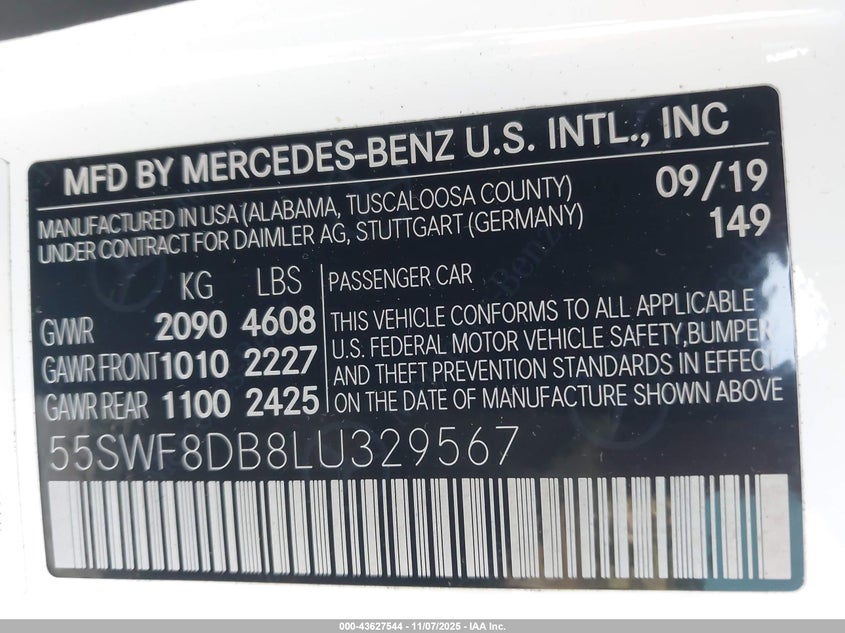 MFD BY MERCEDES-BENZ U.S. INTL., INC
MANUFACTURED IN USA (ALABAMA, TUSCALOOSA COUNTY)
UNDER CONTRACT FOR DAIMLER AG, STUTTGART (GERMANY)
09/19
149
KG LBS
GVWR 2090 4608
GAWR FRONT 1010 2227
GAWR REAR 1100 2425
PASSENGER CAR
THIS VEHICLE CONFORMS TO ALL APPLICABLE
U.S. FEDERAL MOTOR VEHICLE SAFETY, BUMPER
AND THEFT PREVENTION STANDARDS IN EFFECT
ON THE DATE OF MANUFACTURE SHOWN ABOVE
55SWF8DB8LU329567
000-43627544 — 11/07/2025 — IAA Inc.